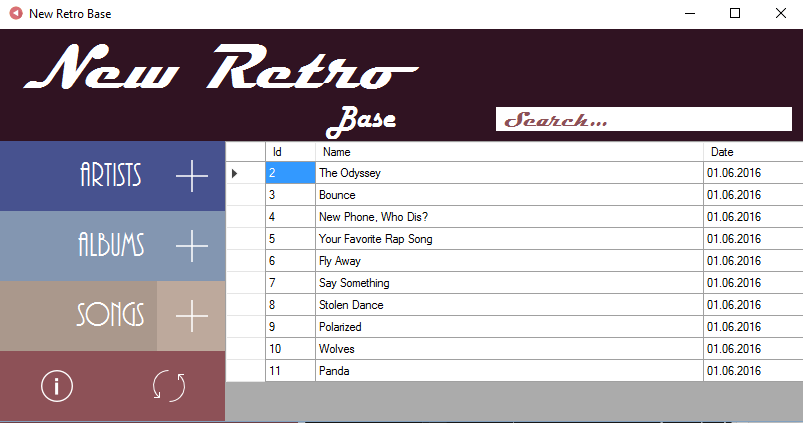 New Retro Base
New Retro
Base
Search...
ARTISTS
ALBUMS
SONGS
Id Name Date
2 The Odyssey 01.06.2016
3 Bounce 01.06.2016
4 New Phone, Who Dis? 01.06.2016
5 Your Favorite Rap Song 01.06.2016
6 Fly Away 01.06.2016
7 Say Something 01.06.2016
8 Stolen Dance 01.06.2016
9 Polarized 01.06.2016
10 Wolves 01.06.2016
11 Panda 01.06.2016